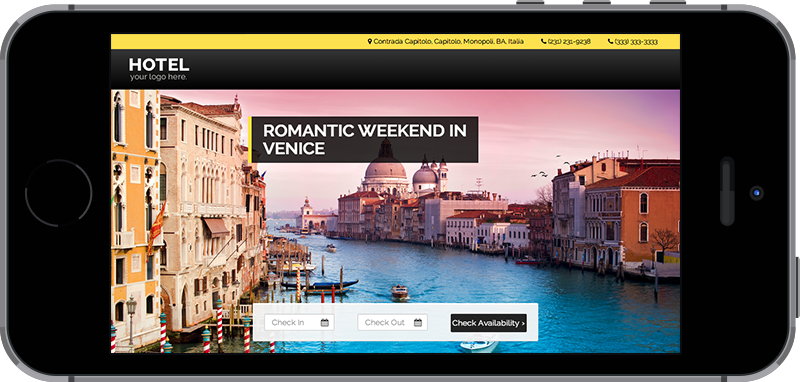 Contrada Capitolo, Capitolo, Monopoli, BA, Italia (231) 231-9238 (333) 333-3333
HOTEL
your logo here.
ROMANTIC WEEKEND IN
VENICE
Check In Check Out Check Availability >